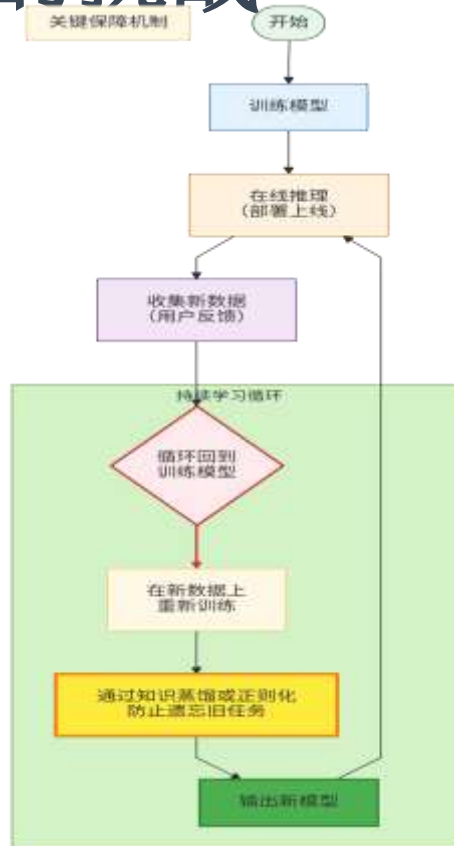 关键保障机制
开始
训练模型
在线推理
（部署上线）
收集新数据
（用户反馈）
持续学习循环
循环回到
训练模型
在新数据上
重新训练
通过知识蒸馏或正则化
防止遗忘旧任务
输出新模型